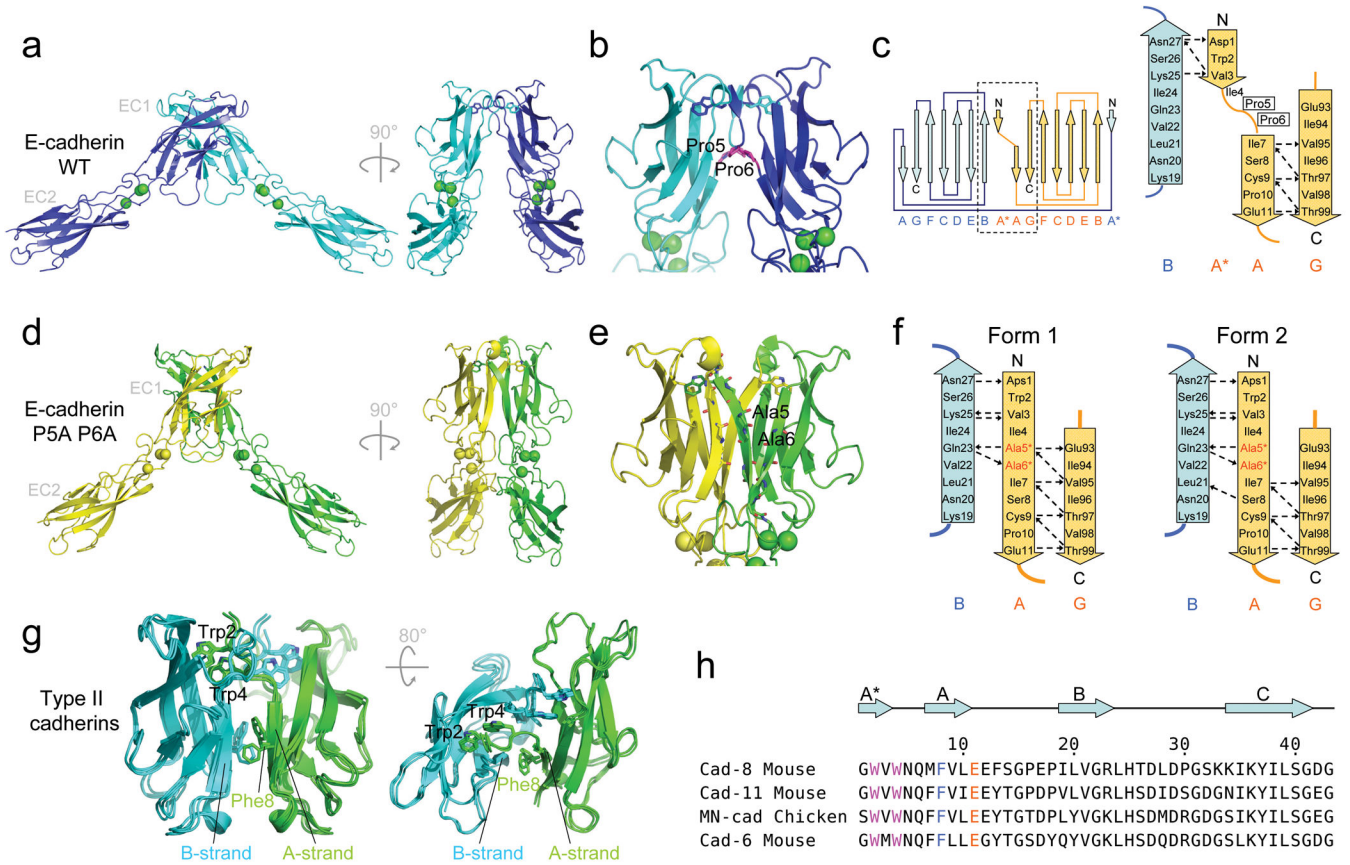 a
EC1
E-cadherin
WT
EC2
90°
b
Pro5
Pro6
c
N
N
C
C
A G F C D E B A* A G F C D E B A*
N
Asn27
Ser26
Lys25
Ile24
Gln23
Val22
Leu21
Asn20
Lys19
Asp1
Trp2
Val3
Ile4
Pro5
Pro6
Ile7
Ser8
Cys9
Pro10
Glu11
Glu93
Ile94
Val95
Ile96
Thr97
Val98
Thr99
C
B A* A G
d
EC1
E-cadherin
P5A P6A
EC2
90°
e
Ala5
Ala6
f
Form 1
N
Asn27
Ser26
Lys25
Ile24
Gln23
Val22
Leu21
Asn20
Lys19
Aps1
Trp2
Val3
Ile4
Ala5*
Ala6*
Ile7
Ser8
Cys9
Pro10
Glu11
Glu93
Ile94
Val95
Ile96
Thr97
Val98
Thr99
C
B A G
Form 2
N
Asn27
Ser26
Lys25
Ile24
Gln23
Val22
Leu21
Asn20
Lys19
Asp1
Trp2
Val3
Ile4
Ala5*
Ala6*
Ile7
Ser8
Cys9
Pro10
Glu11
Glu93
Ile94
Val95
Ile96
Thr97
Val98
Thr99
C
B A G
g
Type II
cadherins
Trp2
Trp4
Phe8
B-strand
A-strand
80°
Trp4
Trp2
Phe8
B-strand
A-strand
h
A* A B C
10 20 30 40
Cad-8 Mouse GWVWNQMFVLEEFSGPEPILVGRLHTDLDPGSKKIKYILSGDG
Cad-11 Mouse GWVWNQFFVIEEYTGPDPVLVGRLHSDIDSGDGNIKYILSGEG
MN-cad Chicken SWVWNQFFVLEEYTGTDPLYVGKLHSDMDRGDGSIKYILSGEG
Cad-6 Mouse GWMWNQFFLLEGYTGSDYQYVGKLHSDQDRGDGSLKYILSGDG